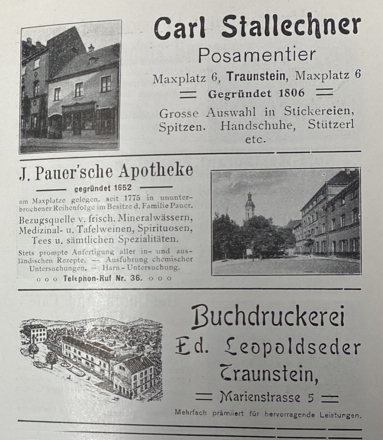 Carl Stallechner
Posamentier
Maxplatz 6, Traunstein, Maxplatz 6
Gegründet 1806
Grosse Auswahl in Stickereien,
Spitzen. Handschuhe, Stützerl
etc.
J. Pauer'sche Apotheke
gegründet 1652
am Maxplatze gelegen, seit 1775 in ununter-
brochener Reihenfolge im Besitze d. Familie Pauer.
Bezugsquelle v. frisch. Mineralwässern,
Medizinal- u. Tafelweinen, Spirituosen,
Tees u. sämtlichen Spezialitäten.
Stets prompte Anfertigung aller in- und aus-
ländischen Rezepte. — Ausführung chemischer
Untersuchungen. — Harn-Untersuchung.
o o o Telephon-Ruf Nr. 36. o o o
Buchdruckerei
Ed. Leopoldseder
Traunstein,
Marienstrasse 5
Mehrfach prämiiert für hervorragende Leistungen.